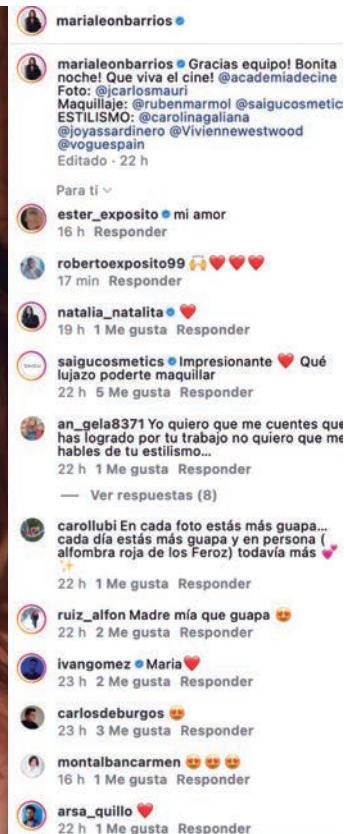 marialeonbarrios
marialeonbarrios Gracias equipo! Bonita
noche! Que viva el cine! @academiadecine
Foto: @jcarlosmauri
Maquillaje: @rubenmarmol @saigucosmetics
ESTILISMO: @carolinagaliana
@joyassardinero @Viviennewestwood
@voguespain
Editado · 22 h
Para ti
ester_exposito mi amor
16 h Responder
robertoexposito99 🙌❤️❤️❤️
17 min Responder
natalia_natalita ❤️
19 h 1 Me gusta Responder
saigucosmetics Impresionante ❤️ Qué
lujazo poderte maquillar
22 h 5 Me gusta Responder
an_gela8371 Yo quiero que me cuentes que
has logrado por tu trabajo no quiero que me
hables de tu estilismo...
22 h 1 Me gusta Responder
— Ver respuestas (8)
carollubi En cada foto estás más guapa...
cada día estás más guapa y en persona (
alfombra roja de los Feroz) todavía más 💕
✨
22 h 1 Me gusta Responder
ruiz_alfon Madre mía que guapa 😍
22 h 2 Me gusta Responder
ivangomez Maria❤️
23 h 2 Me gusta Responder
carlosdeburgos 😍
23 h 3 Me gusta Responder
montalbancarmen 😍😍😍
16 h 1 Me gusta Responder
arsa_quillo ❤️
22 h 1 Me gusta Responder